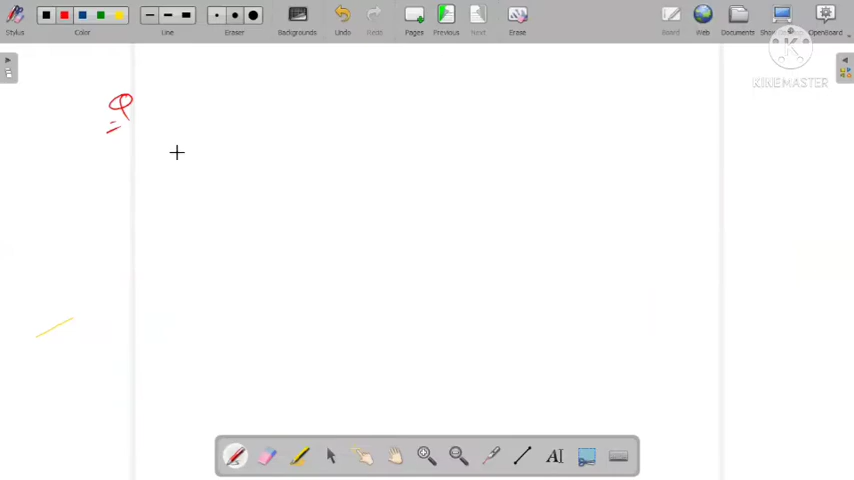 Stylus
Color
Line
Eraser
Backgrounds
Undo
Redo
Pages
Previous
Next
Erase
Board
Web
Documents
OpenBoard
KINEMASTER